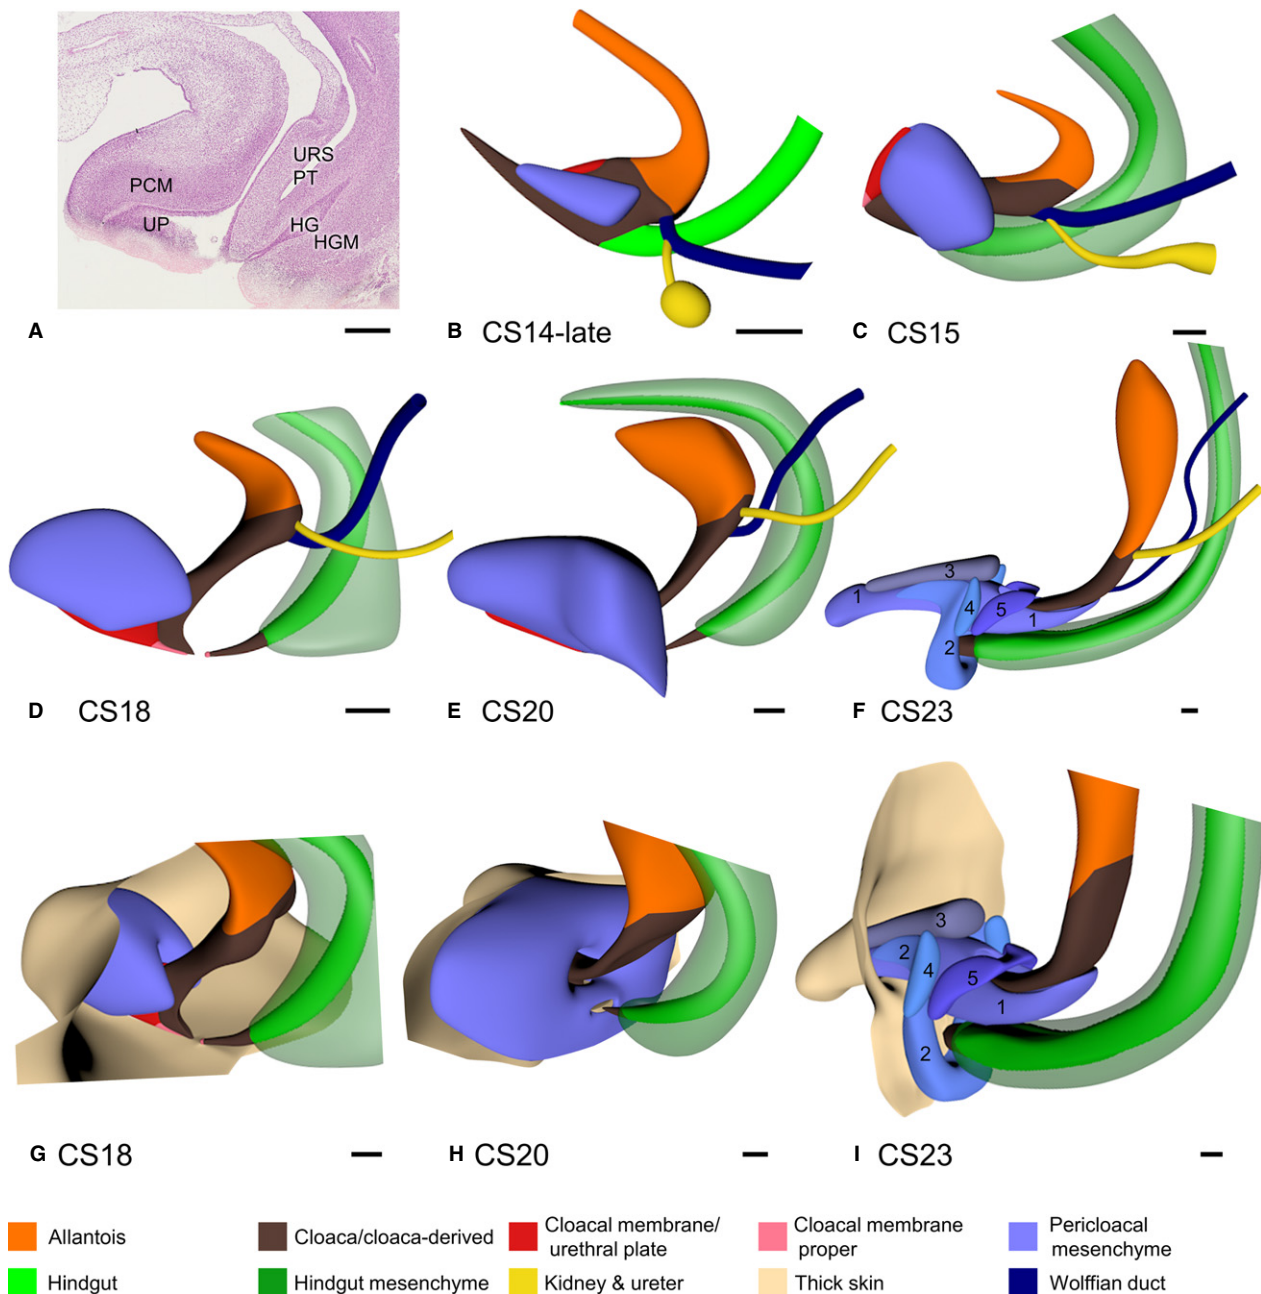 PCM
UP
URS
PT
HG
HGM
A
B CS14-late
C CS15
D CS18
E CS20
1
3
4
5
1
2
F CS23
G CS18
H CS20
3
2
4
5
1
2
I CS23
Allantois
Cloaca/cloaca-derived
Cloacal membrane/
urethral plate
Cloacal membrane
proper
Pericloacal
mesenchyme
Hindgut
Hindgut mesenchyme
Kidney & ureter
Thick skin
Wolffian duct